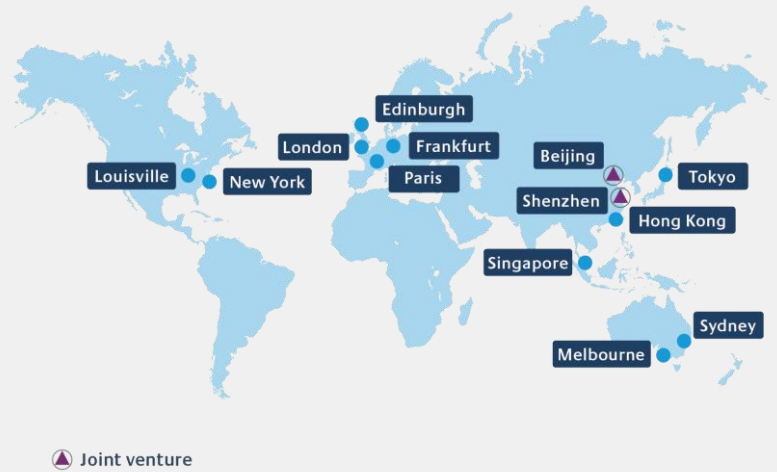 Edinburgh
London
Frankfurt
Paris
Louisville
New York
Beijing
Tokyo
Shenzhen
Hong Kong
Singapore
Sydney
Melbourne
Joint venture